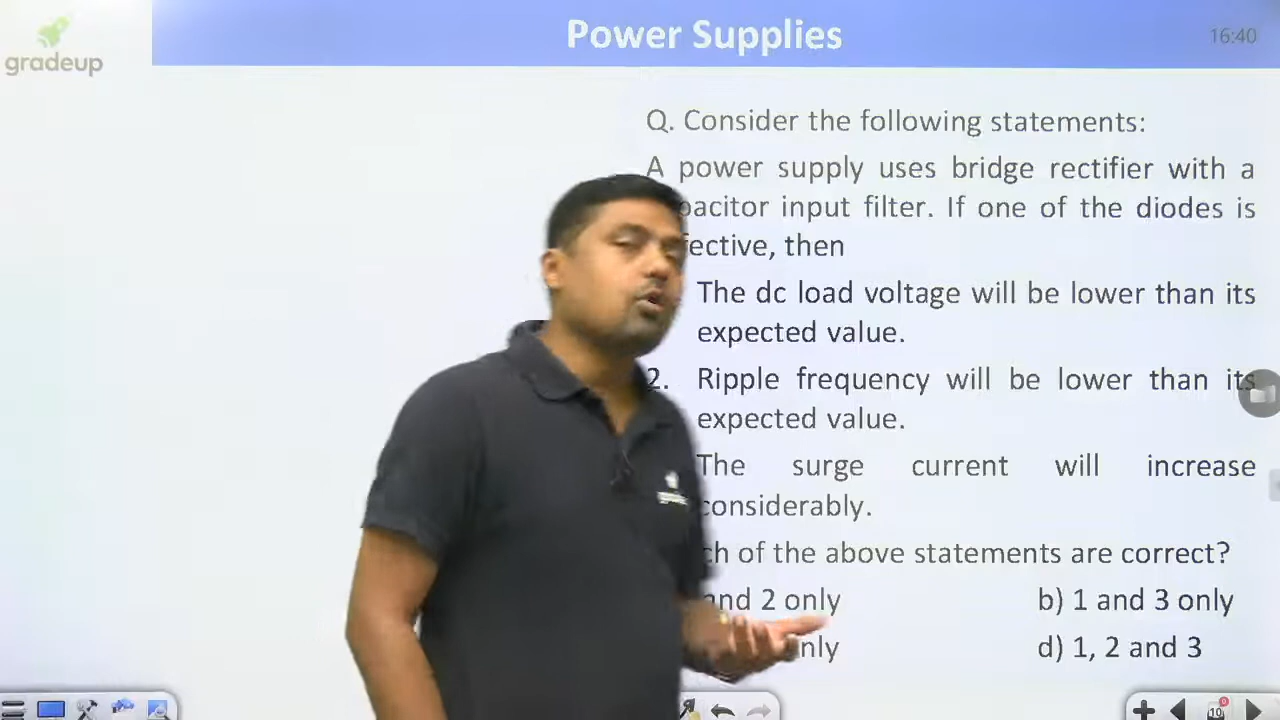 gradeup
Power Supplies
16:40
Q. Consider the following statements:
A power supply uses bridge rectifier with a
pacitor input filter. If one of the diodes is
ective, then
The dc load voltage will be lower than its
expected value.
2. Ripple frequency will be lower than its
expected value.
The surge current will increase
considerably.
ch of the above statements are correct?
and 2 only
b) 1 and 3 only
nly
d) 1, 2 and 3
10